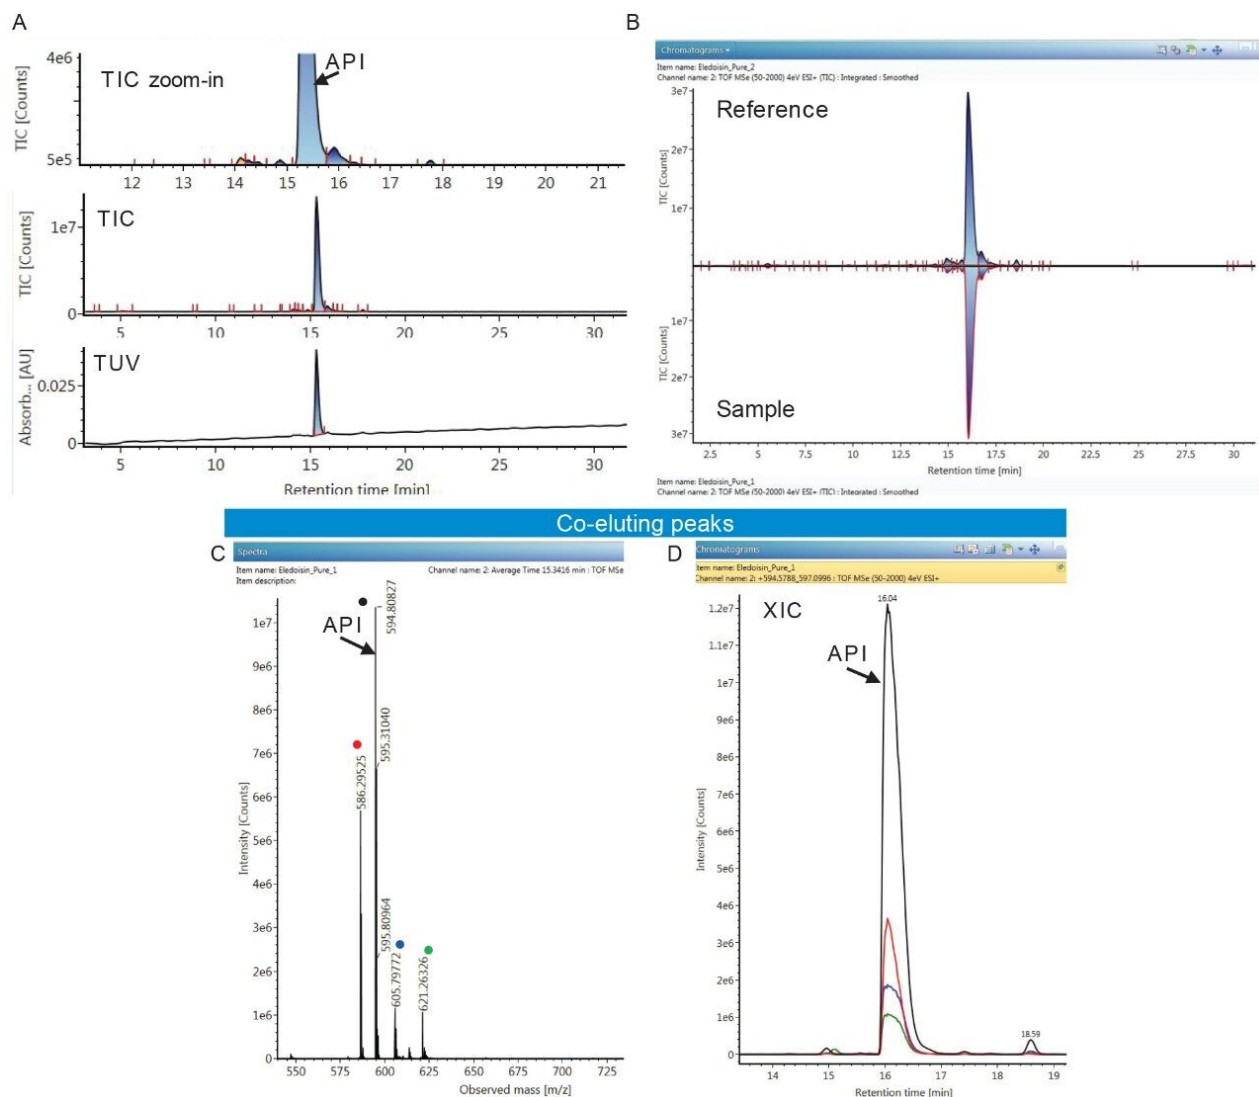 A
TIC zoom-in
API
TIC [Counts]
4e6
5e5
12 13 14 15 16 17 18 19 20 21
TIC
TIC [Counts]
1e7
0
5 10 15 20 25 30
TUV
Absorb... [AU]
0.025
0
5 10 15 20 25 30
Retention time [min]
B
Chromatograms
Item name: Eledoisin_Pure_2
Channel name: 2: TOF MSe (50-2000) 4eV ESI+ (TIC) : Integrated : Smoothed
Reference
TIC [Counts]
3e7
2e7
1e7
TIC [Counts]
1e7
2e7
3e7
Sample
2.5 5 7.5 10 12.5 15 17.5 20 22.5 25 27.5 30
Retention time [min]
Item name: Eledoisin_Pure_1
Channel name: 2: TOF MSe (50-2000) 4eV ESI+ (TIC) : Integrated : Smoothed
Co-eluting peaks
C
Spectra
Item name: Eledoisin_Pure_1
Channel name: 2: Average Time 15.3416 min : TOF MSe
Item description:
API
594.80827
595.31040
586.29525
595.80964
605.79772
621.26326
Intensity [Counts]
1e7
9e6
8e6
7e6
6e6
5e6
4e6
3e6
2e6
1e6
0
550 575 600 625 650 675 700 725
Observed mass [m/z]
D
Chromatograms
Item name: Eledoisin_Pure_1
Channel name: 2: +594.5788_597.0996 : TOF MSe (50-2000) 4eV ESI+
XIC
16.04
API
18.59
Intensity [Counts]
1.2e7
1.1e7
1e7
9e6
8e6
7e6
6e6
5e6
4e6
3e6
2e6
1e6
0
14 15 16 17 18 19
Retention time [min]